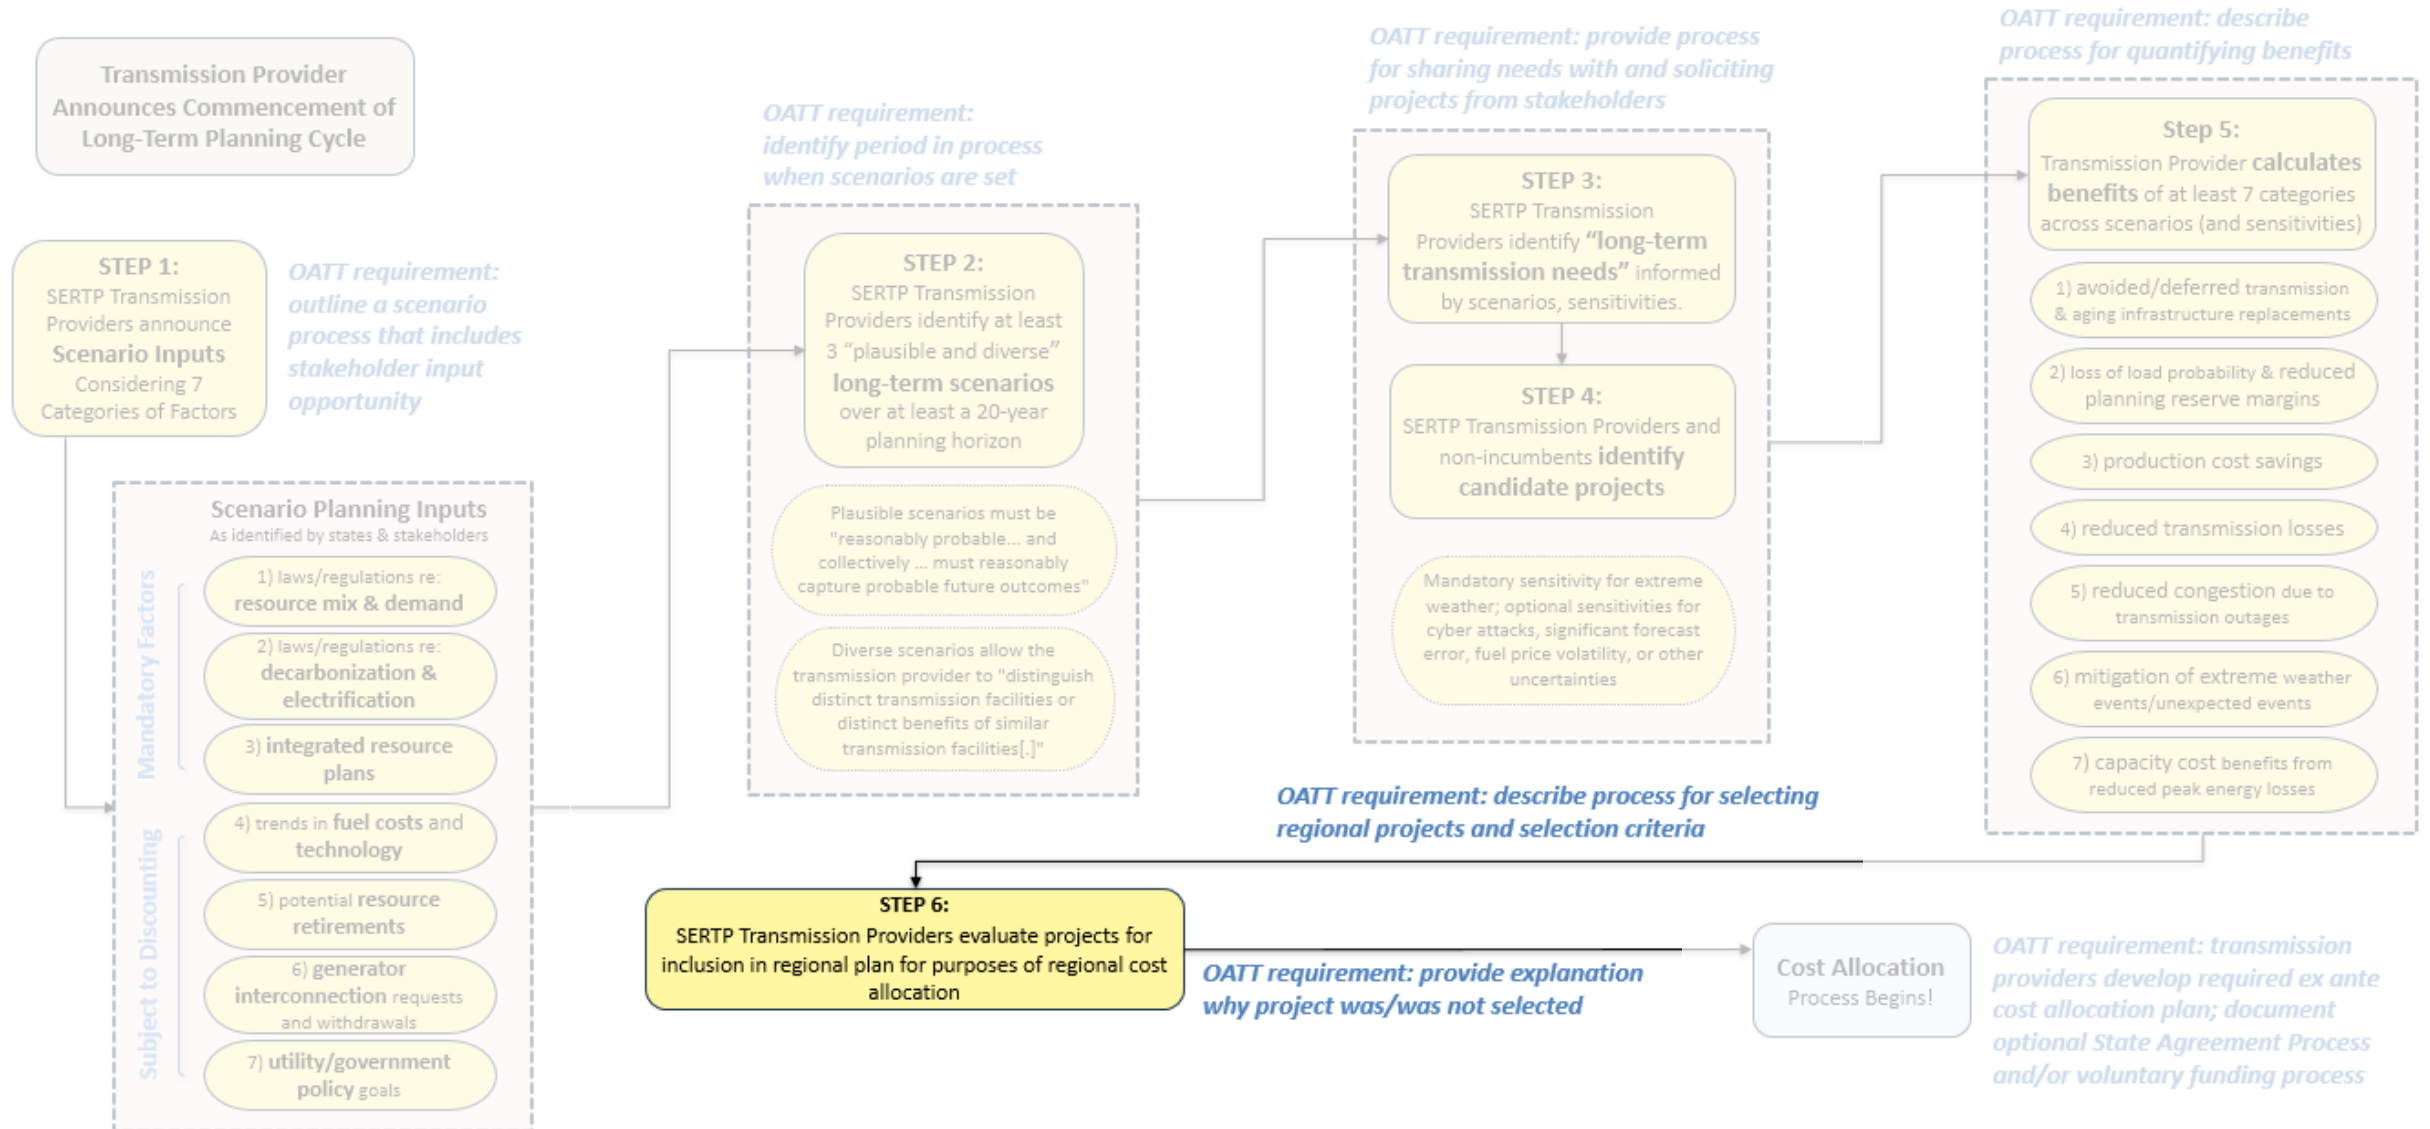 Transmission Provider
Announces Commencement of
Long-Term Planning Cycle
STEP 1:
SERTP Transmission
Providers announce
Scenario Inputs
Considering 7
Categories of Factors
OATT requirement:
outline a scenario
process that includes
stakeholder input
opportunity
Scenario Planning Inputs
As identified by states & stakeholders
Mandatory Factors
1) laws/regulations re:
resource mix & demand
2) laws/regulations re:
decarbonization &
electrification
3) integrated resource
plans
Subject to Discounting
4) trends in fuel costs and
technology
5) potential resource
retirements
6) generator
interconnection requests
and withdrawals
7) utility/government
policy goals
OATT requirement:
identify period in process
when scenarios are set
STEP 2:
SERTP Transmission
Providers identify at least
3 “plausible and diverse”
long-term scenarios
over at least a 20-year
planning horizon
Plausible scenarios must be
"reasonably probable... and
collectively ... must reasonably
capture probable future outcomes"
Diverse scenarios allow the
transmission provider to "distinguish
distinct transmission facilities or
distinct benefits of similar
transmission facilities[.]"
OATT requirement: provide process
for sharing needs with and soliciting
projects from stakeholders
STEP 3:
SERTP Transmission
Providers identify “long-term
transmission needs” informed
by scenarios, sensitivities.
STEP 4:
SERTP Transmission Providers and
non-incumbents identify
candidate projects
Mandatory sensitivity for extreme
weather; optional sensitivities for
cyber attacks, significant forecast
error, fuel price volatility, or other
uncertainties
OATT requirement: describe
process for quantifying benefits
Step 5:
Transmission Provider calculates
benefits of at least 7 categories
across scenarios (and sensitivities)
1) avoided/deferred transmission
& aging infrastructure replacements
2) loss of load probability & reduced
planning reserve margins
3) production cost savings
4) reduced transmission losses
5) reduced congestion due to
transmission outages
6) mitigation of extreme weather
events/unexpected events
7) capacity cost benefits from
reduced peak energy losses
OATT requirement: describe process for selecting
regional projects and selection criteria
STEP 6:
SERTP Transmission Providers evaluate projects for
inclusion in regional plan for purposes of regional cost
allocation
OATT requirement: provide explanation
why project was/was not selected
Cost Allocation
Process Begins!
OATT requirement: transmission
providers develop required ex ante
cost allocation plan; document
optional State Agreement Process
and/or voluntary funding process